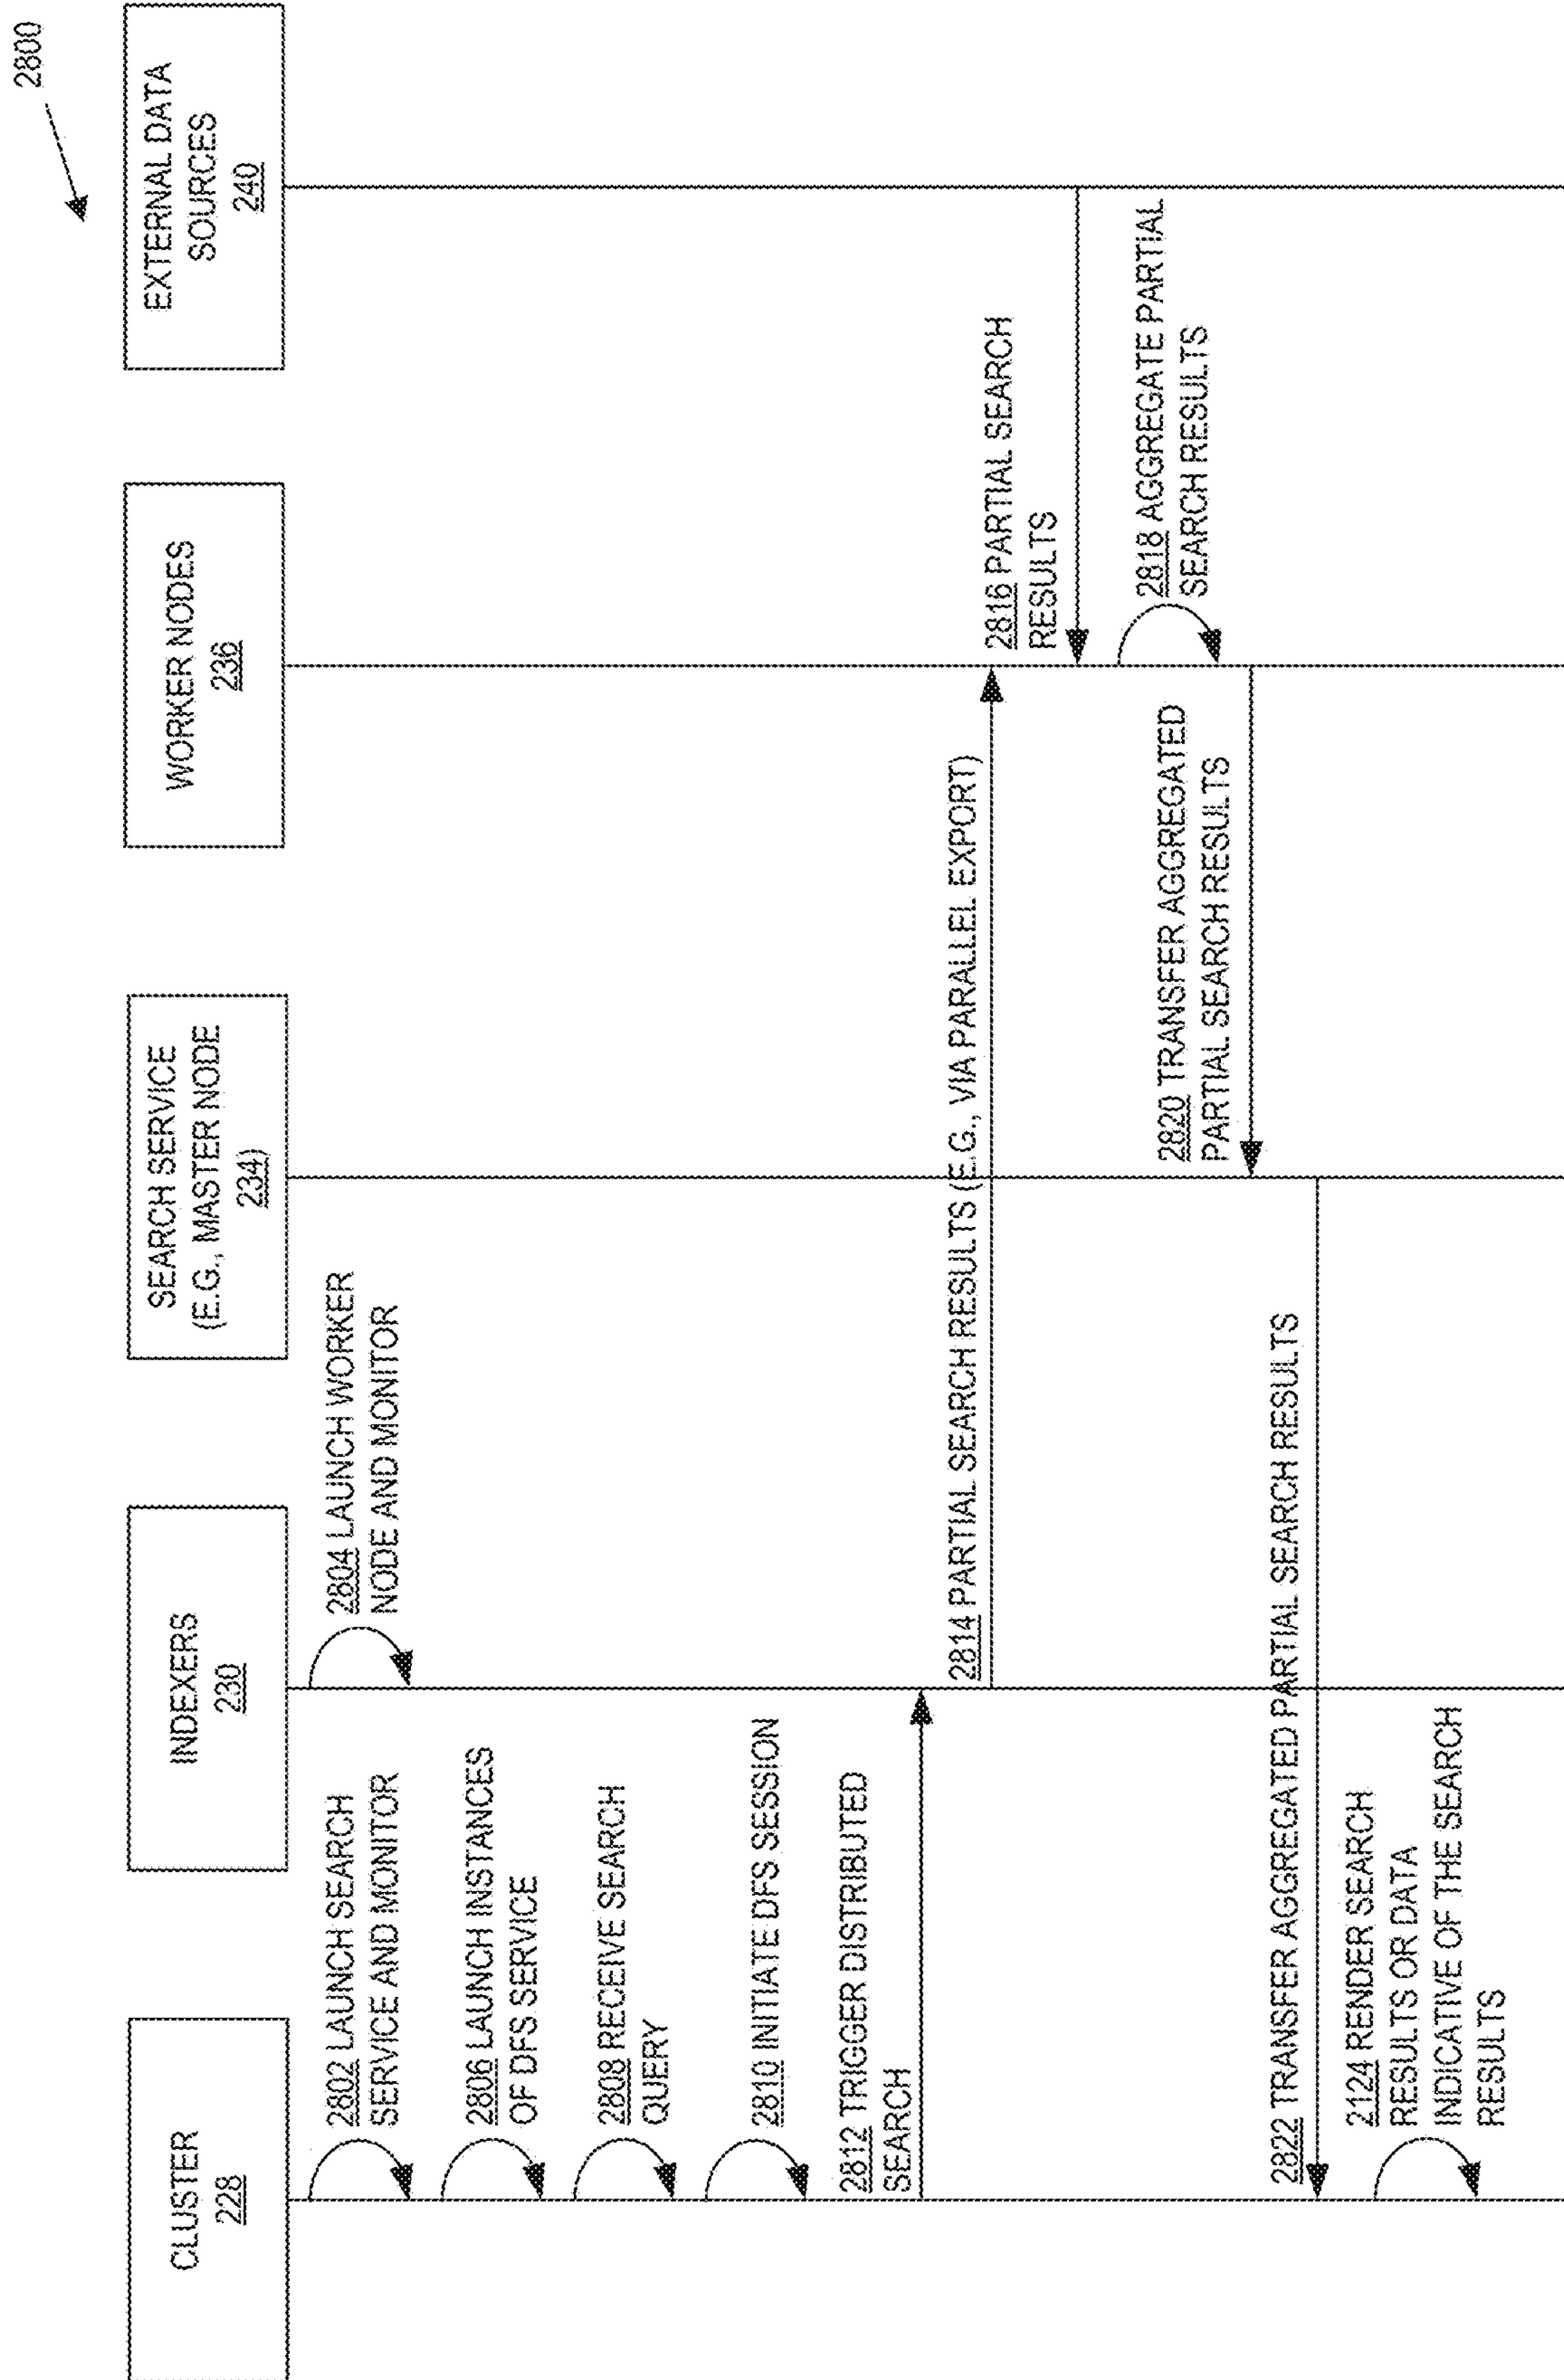 2800
CLUSTER
228
INDEXERS
230
SEARCH SERVICE
(E.G., MASTER NODE
234)
WORKER NODES
236
EXTERNAL DATA
SOURCES
240
2802 LAUNCH SEARCH
SERVICE AND MONITOR
2804 LAUNCH WORKER
NODE AND MONITOR
2806 LAUNCH INSTANCES
OF DFS SERVICE
2808 RECEIVE SEARCH
QUERY
2810 INITIATE DFS SESSION
2812 TRIGGER DISTRIBUTED
SEARCH
2814 PARTIAL SEARCH RESULTS (E.G., VIA PARALLEL EXPORT)
2816 PARTIAL SEARCH
RESULTS
2818 AGGREGATE PARTIAL
SEARCH RESULTS
2820 TRANSFER AGGREGATED
PARTIAL SEARCH RESULTS
2822 TRANSFER AGGREGATED PARTIAL SEARCH RESULTS
2124 RENDER SEARCH
RESULTS OR DATA
INDICATIVE OF THE SEARCH
RESULTS